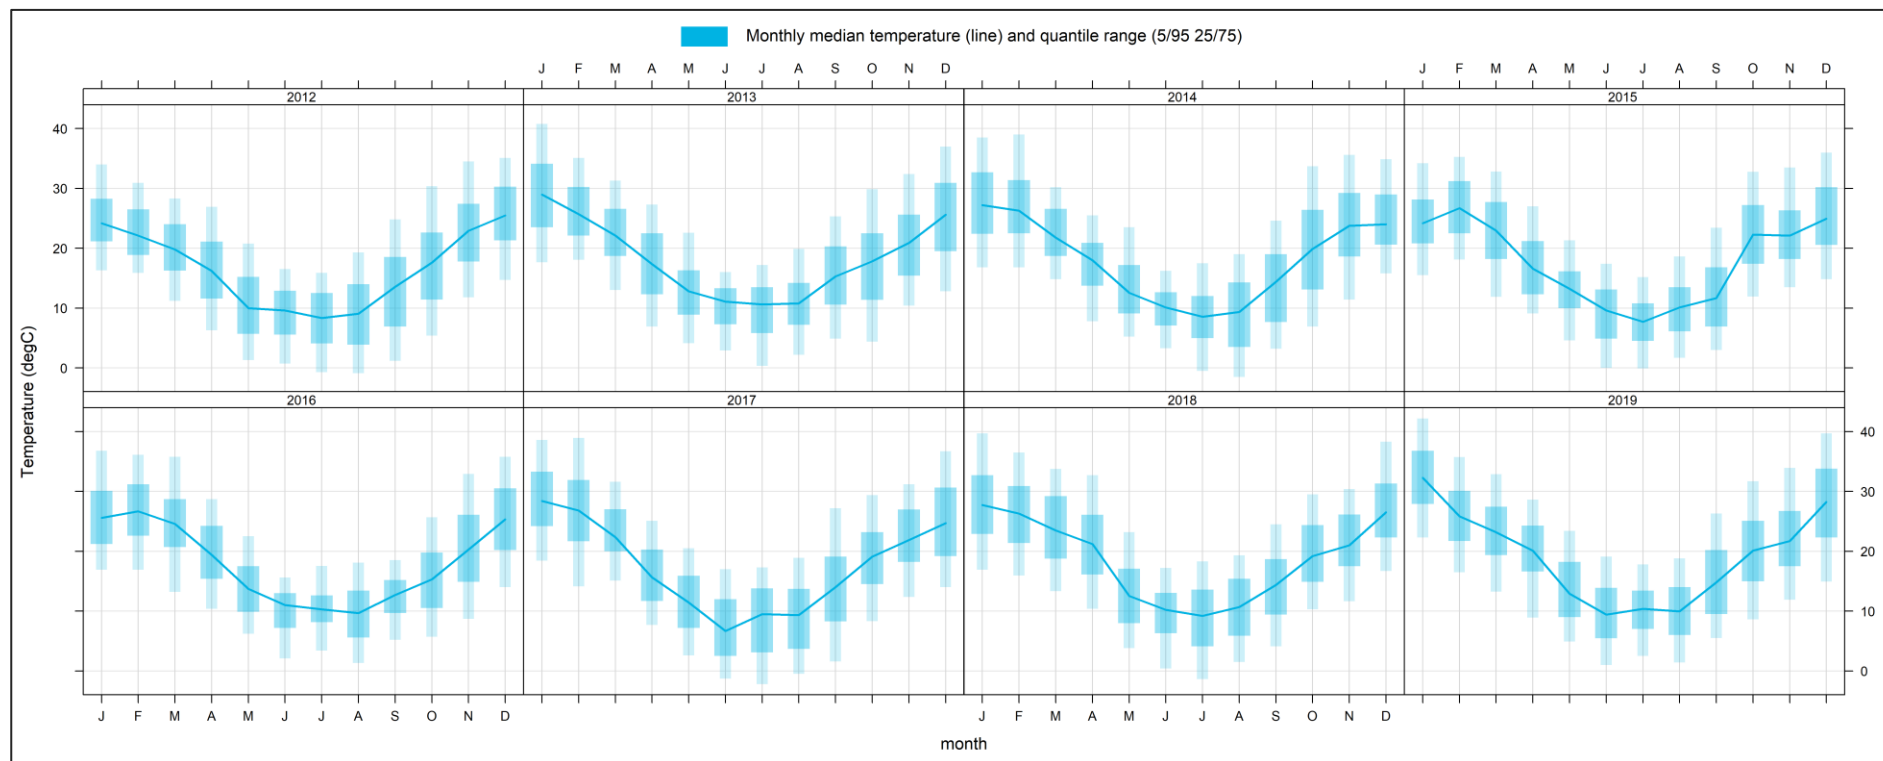 Monthly median temperature (line) and quantile range (5/95 25/75)
J F M A M J J A S O N D
J F M A M J J A S O N D
2012 2013 2014 2015
40
30
20
10
0
Temperature (degC)
2016 2017 2018 2019
40
30
20
10
0
J F M A M J J A S O N D
J F M A M J J A S O N D
month